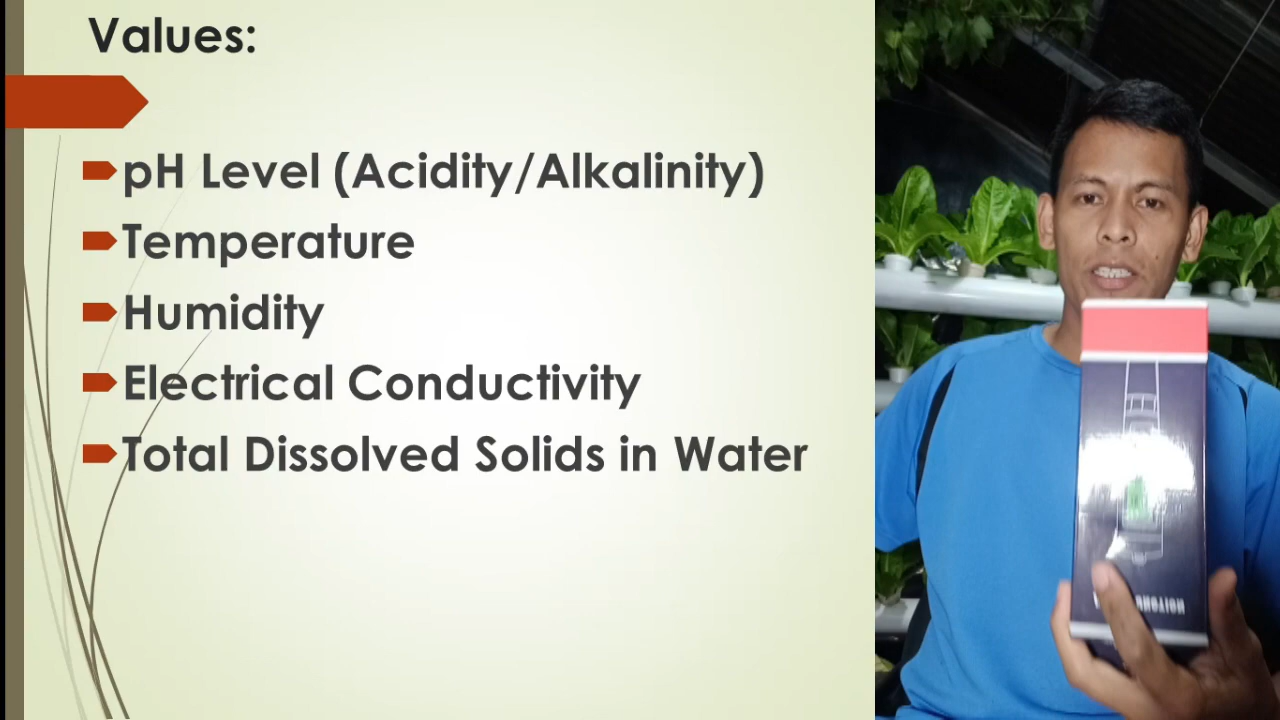 Values:
pH Level (Acidity/Alkalinity)
Temperature
Humidity
Electrical Conductivity
Total Dissolved Solids in Water